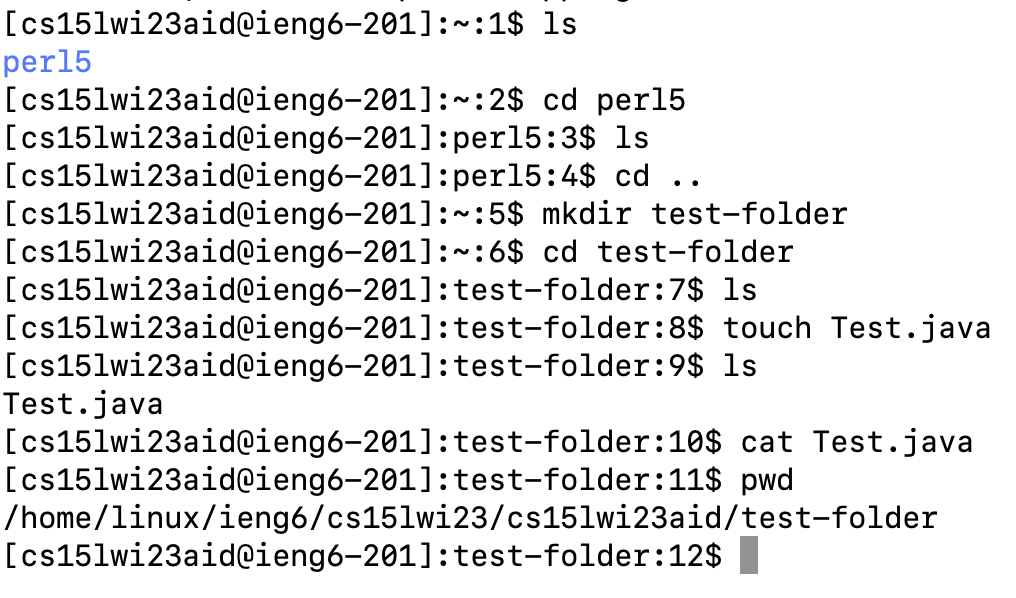 [cs15lwi23aid@ieng6-201]:~:1$ ls
perl5
[cs15lwi23aid@ieng6-201]:~:2$ cd perl5
[cs15lwi23aid@ieng6-201]:perl5:3$ ls
[cs15lwi23aid@ieng6-201]:perl5:4$ cd ..
[cs15lwi23aid@ieng6-201]:~:5$ mkdir test-folder
[cs15lwi23aid@ieng6-201]:~:6$ cd test-folder
[cs15lwi23aid@ieng6-201]:test-folder:7$ ls
[cs15lwi23aid@ieng6-201]:test-folder:8$ touch Test.java
[cs15lwi23aid@ieng6-201]:test-folder:9$ ls
Test.java
[cs15lwi23aid@ieng6-201]:test-folder:10$ cat Test.java
[cs15lwi23aid@ieng6-201]:test-folder:11$ pwd
/home/linux/ieng6/cs15lwi23/cs15lwi23aid/test-folder
[cs15lwi23aid@ieng6-201]:test-folder:12$